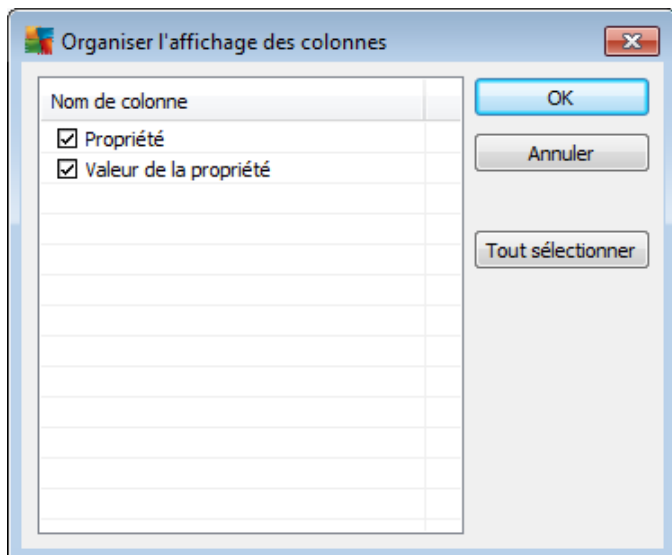 Organiser l'affichage des colonnes
Nom de colonne
Propriété
Valeur de la propriété
OK
Annuler
Tout sélectionner